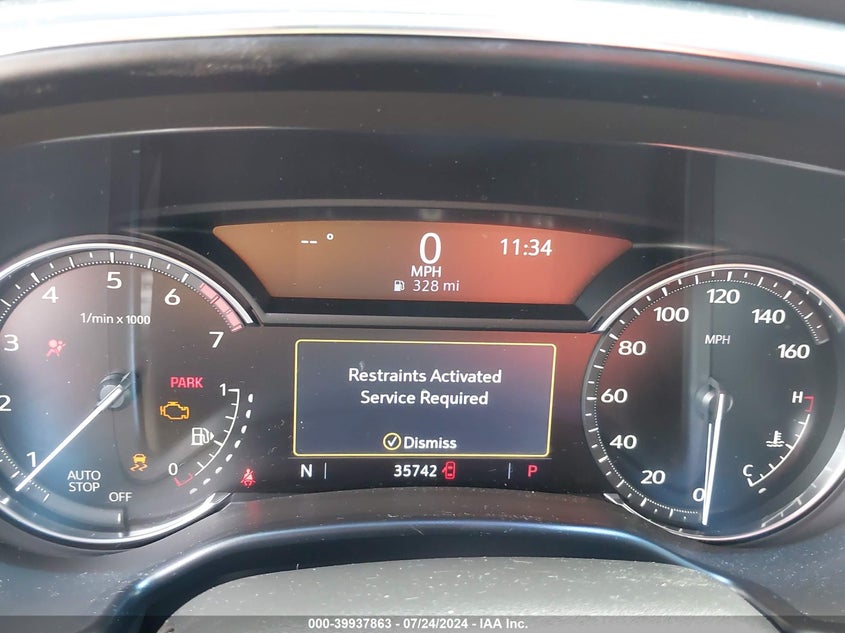 -- ° 0 11:34
MPH
328 mi
1 2 3 4 5 6 7
1/min x 1000
PARK
1
0
AUTO
STOP
OFF
Restraints Activated
Service Required
Dismiss
N 35742 P
0 20 40 60 80 100 120 140 160
MPH
H
C
000-39937863 / 07/24/2024 - IAA Inc.